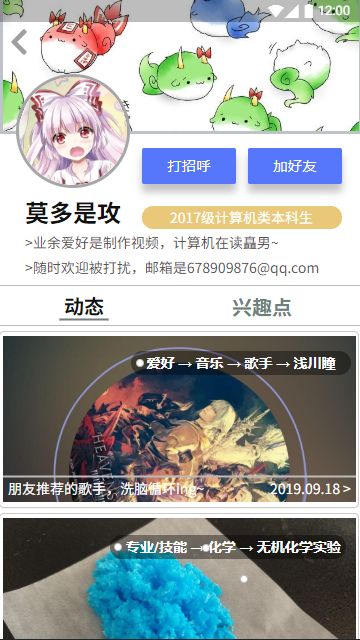 12:00
打招呼
加好友
莫多是攻
2017级计算机类本科生
>业余爱好是制作视频，计算机在读矗男~
>随时欢迎被打扰，邮箱是678909876@qq.com
动态
兴趣点
爱好 → 音乐 → 歌手 → 浅川瞳
HEAVE
朋友推荐的歌手，洗脑循环ing~
2019.09.18 >
专业/技能 → 化学 → 无机化学实验